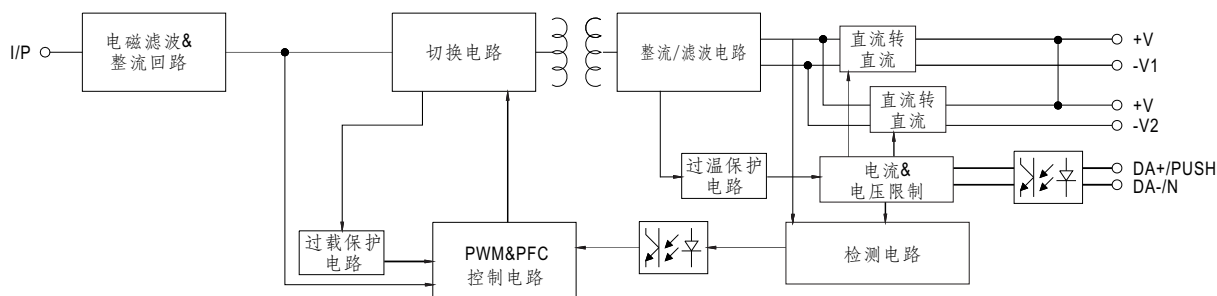 I/P
电磁滤波&
整流回路
切换电路
整流/滤波电路
直流转
直流
+V
-V1
直流转
直流
+V
-V2
过温保护
电路
电流&
电压限制
DA+/PUSH
DA-/N
过载保护
电路
PWM&PFC
控制电路
检测电路